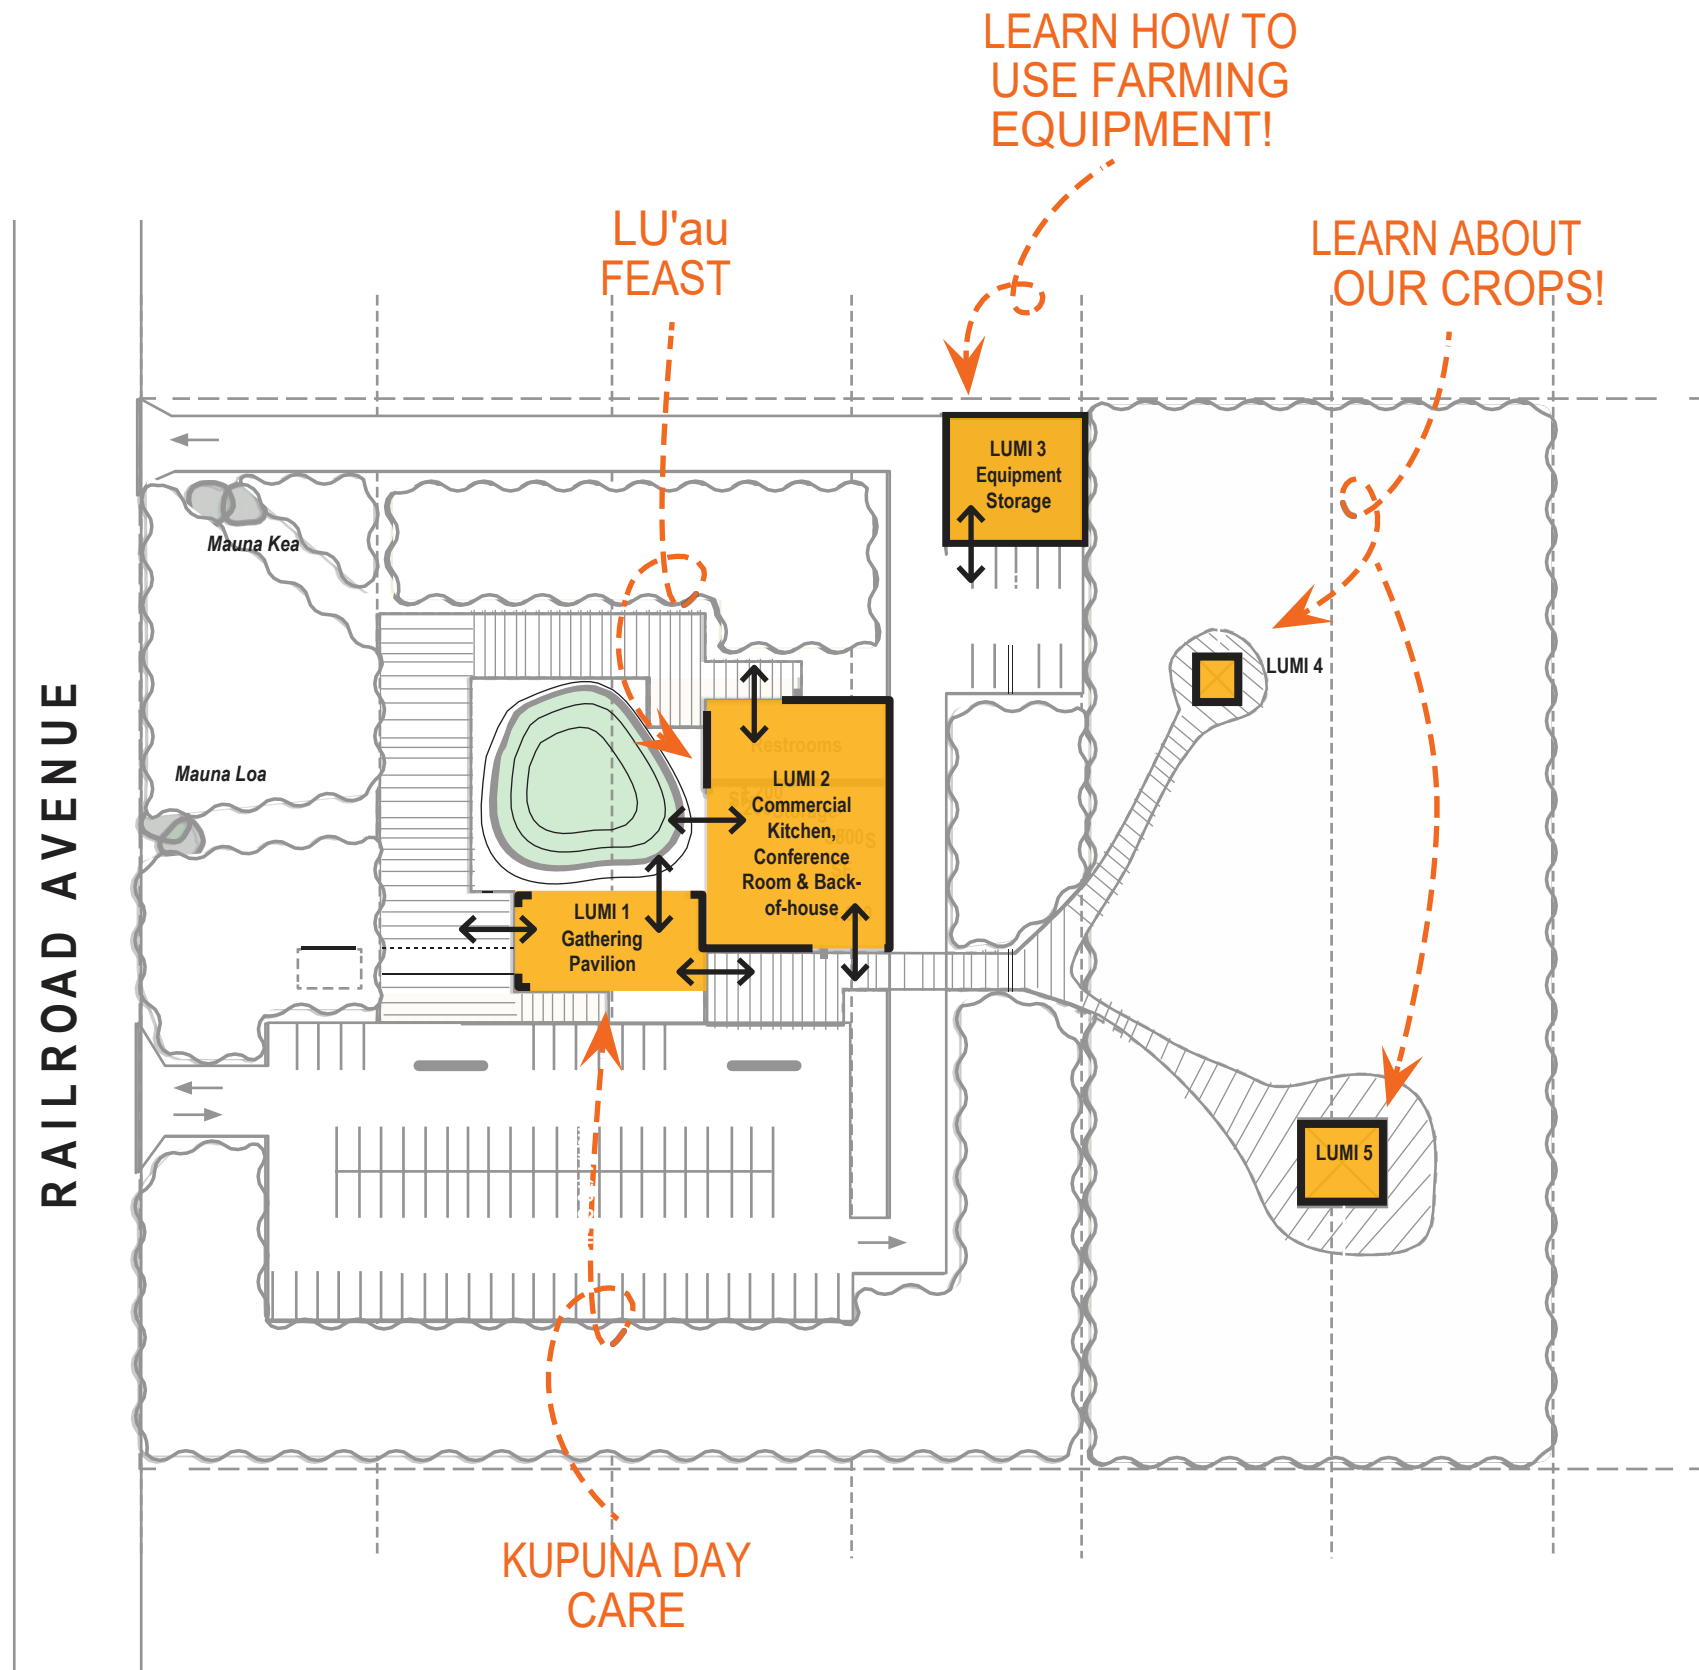 LEARN HOW TO
USE FARMING
EQUIPMENT!
LU'au
FEAST
LEARN ABOUT
OUR CROPS!
LUMI 3
Equipment
Storage
Mauna Kea
LUMI 4
RAILROAD AVENUE
Mauna Loa
Restrooms
LUMI 2
Commercial
Kitchen,
Conference
Room & Back-
of-house
Storage
LUMI 1
Gathering
Pavilion
LUMI 5
KUPUNA DAY
CARE